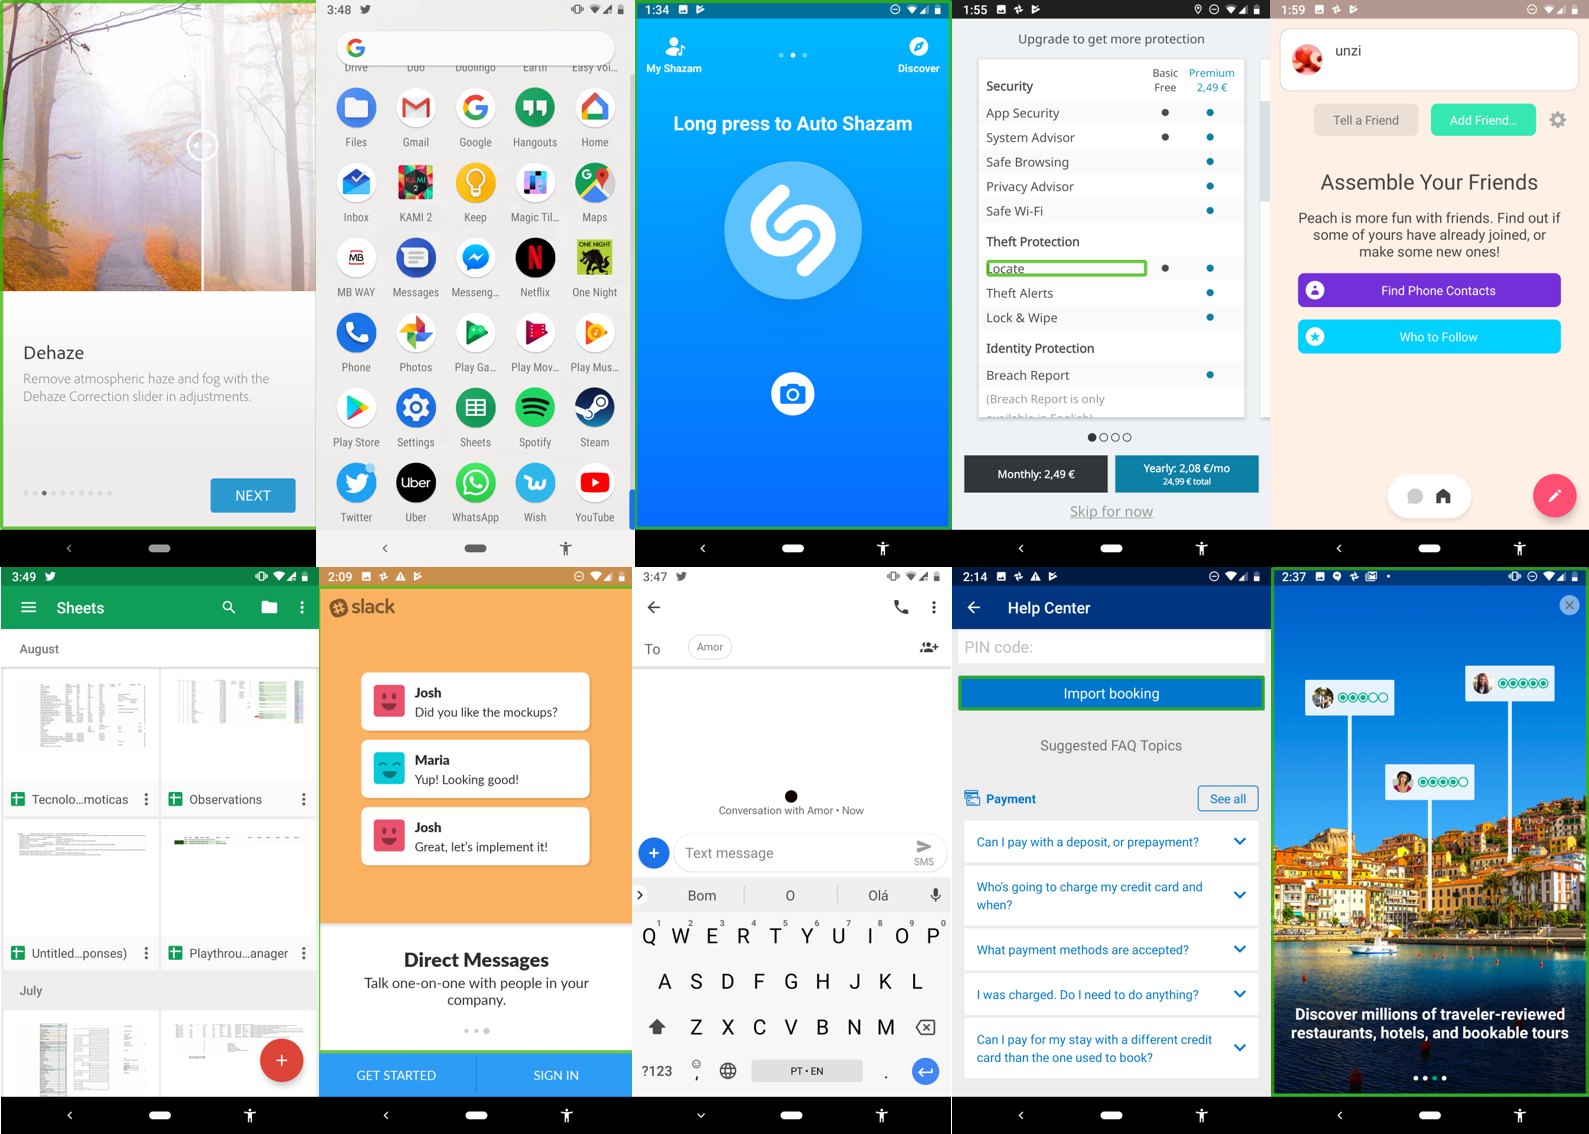 Dehaze
Remove atmospheric haze and fog with the
Dehaze Correction slider in adjustments.
NEXT
3:48
Drive Duo Duolingo Earth Easy Voi...
Files Gmail Google Hangouts Home
Inbox KAMI 2 Keep Magic Til... Maps
MB WAY Messages Messeng... Netflix One Night
Phone Photos Play Ga... Play Mov... Play Mus...
Play Store Settings Sheets Spotify Steam
Twitter Uber WhatsApp Wish YouTube
1:34
My Shazam
Discover
Long press to Auto Shazam
1:55
Upgrade to get more protection
Security
Basic Free
Premium 2,49 €
App Security
System Advisor
Safe Browsing
Privacy Advisor
Safe Wi-Fi
Theft Protection
Locate
Theft Alerts
Lock & Wipe
Identity Protection
Breach Report
(Breach Report is only
available in English)
Monthly: 2,49 €
Yearly: 2,08 €/mo
24,99 € total
Skip for now
1:59
unzi
Tell a Friend
Add Friend...
Assemble Your Friends
Peach is more fun with friends. Find out if
some of yours have already joined, or
make some new ones!
Find Phone Contacts
Who to Follow
3:49
Sheets
August
Tecnolo...moticas
Observations
Untitled...ponses)
Playthrou...anager
July
2:09
slack
Josh
Did you like the mockups?
Maria
Yup! Looking good!
Josh
Great, let's implement it!
Direct Messages
Talk one-on-one with people in your
company.
GET STARTED
SIGN IN
3:47
To
Amor
Conversation with Amor • Now
Text message
SMS
Bom O Olá
Q W E R T Y U I O P
1 2 3 4 5 6 7 8 9 0
A S D F G H J K L
Z X C V B N M
?123 , PT • EN .
2:14
Help Center
PIN code:
Import booking
Suggested FAQ Topics
Payment
See all
Can I pay with a deposit, or prepayment?
Who's going to charge my credit card and
when?
What payment methods are accepted?
I was charged. Do I need to do anything?
Can I pay for my stay with a different credit
card than the one used to book?
2:37
Discover millions of traveler-reviewed
restaurants, hotels, and bookable tours